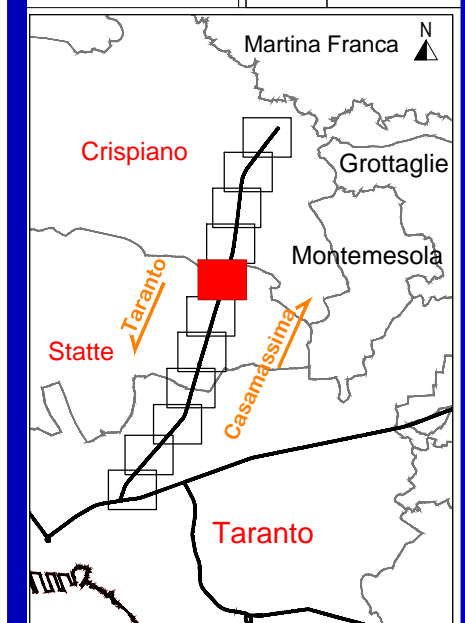 N
Martina Franca
Crispiano
Grottaglie
Montemesola
Taranto
Statte
Casamassima
Taranto